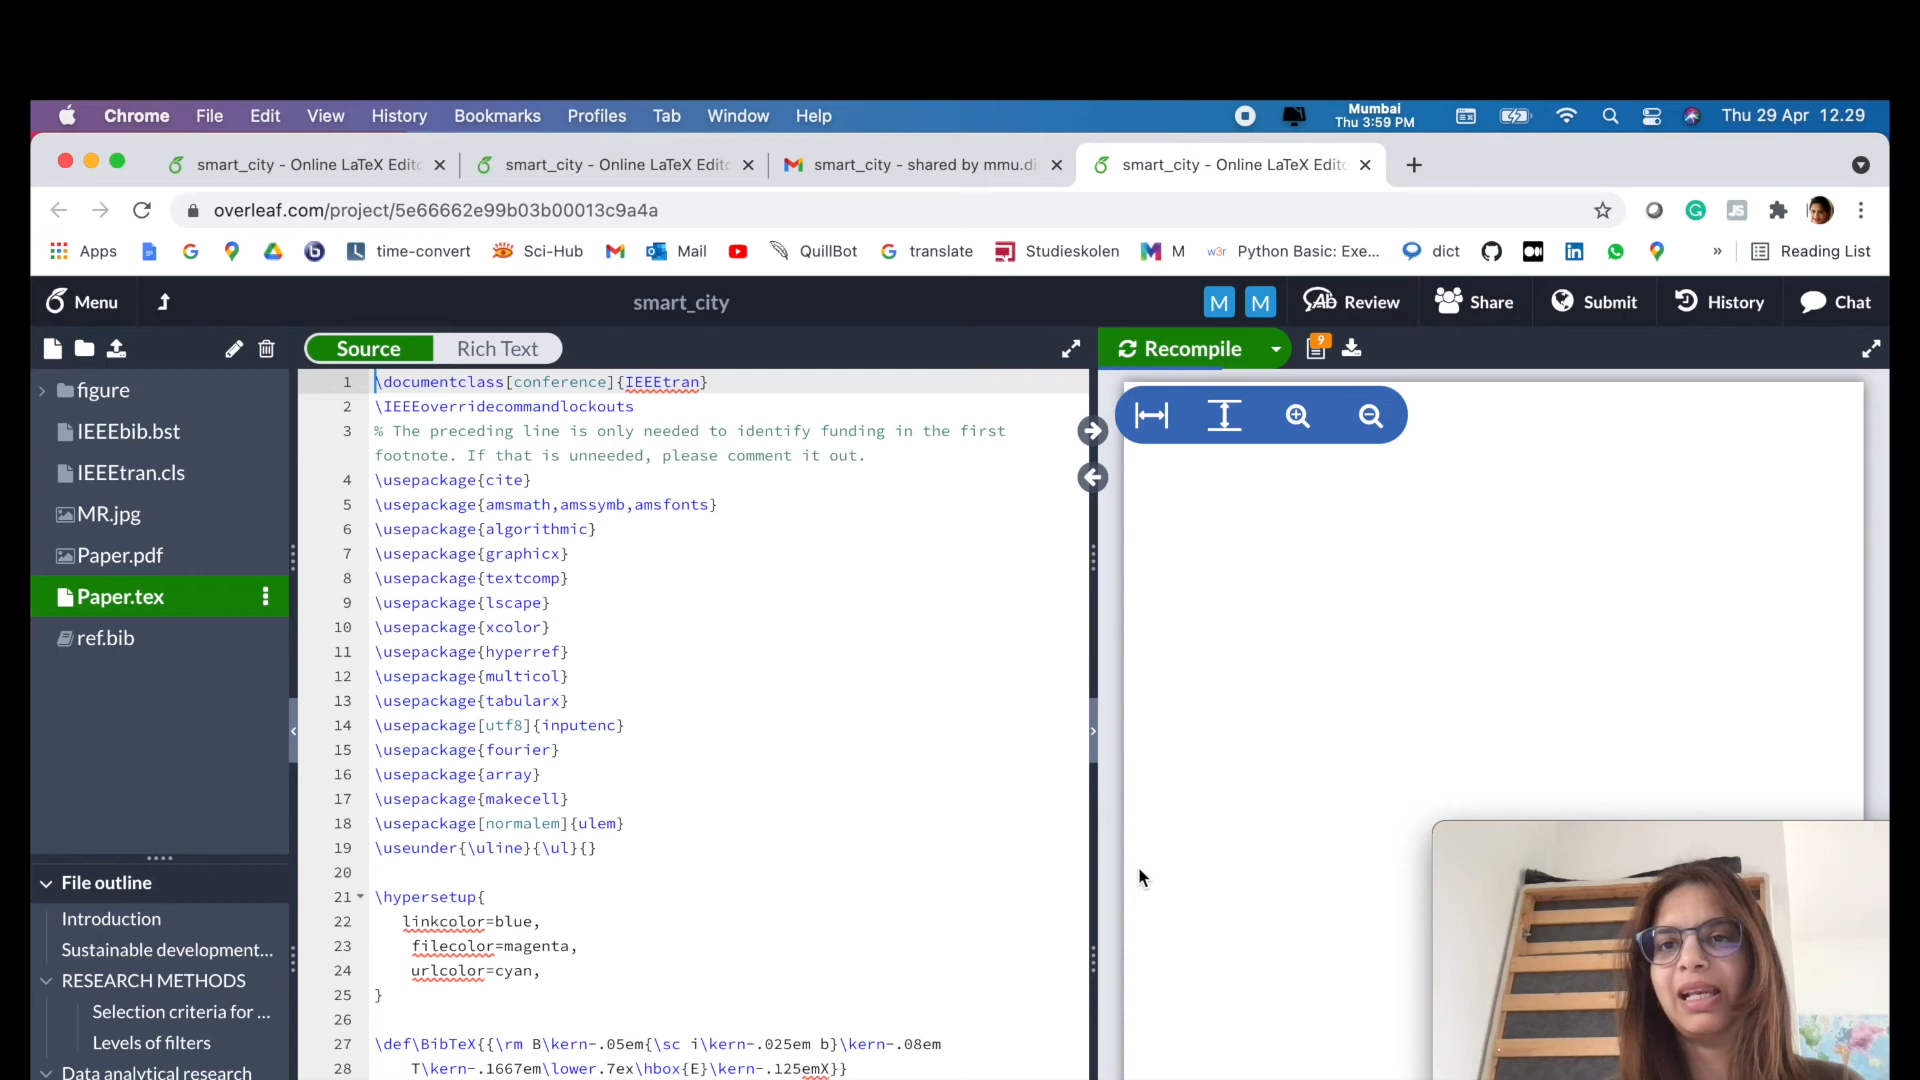 Chrome File Edit View History Bookmarks Profiles Tab Window Help Mumbai Thu 3:59 PM Thu 29 Apr 12.29
smart_city - Online LaTeX Edito smart_city - Online LaTeX Edito smart_city - shared by mmu.di smart_city - Online LaTeX Edito
overleaf.com/project/5e66662e99b03b00013c9a4a JS
Apps time-convert Sci-Hub Mail QuillBot translate Studieskolen M w3r Python Basic: Exe... dict » Reading List
Menu smart_city M M Review Share Submit History Chat
Source Rich Text Recompile 9
figure
IEEEbib.bst
IEEEtran.cls
MR.jpg
Paper.pdf
Paper.tex
ref.bib
File outline
Introduction
Sustainable development...
RESEARCH METHODS
Selection criteria for ...
Levels of filters
Data analytical research
1 \documentclass[conference]{IEEEtran}
2 \IEEEoverridecommandlockouts
3 % The preceding line is only needed to identify funding in the first
footnote. If that is unneeded, please comment it out.
4 \usepackage{cite}
5 \usepackage{amsmath,amssymb,amsfonts}
6 \usepackage{algorithmic}
7 \usepackage{graphicx}
8 \usepackage{textcomp}
9 \usepackage{lscape}
10 \usepackage{xcolor}
11 \usepackage{hyperref}
12 \usepackage{multicol}
13 \usepackage{tabularx}
14 \usepackage[utf8]{inputenc}
15 \usepackage{fourier}
16 \usepackage{array}
17 \usepackage{makecell}
18 \usepackage[normalem]{ulem}
19 \useunder{\uline}{\ul}{}
20
21 \hypersetup{
22 linkcolor=blue,
23 filecolor=magenta,
24 urlcolor=cyan,
25 }
26
27 \def\BibTeX{{\rm B\kern-.05em{\sc i\kern-.025em b}\kern-.08em
28 T\kern-.1667em\lower.7ex\hbox{E}\kern-.125emX}}